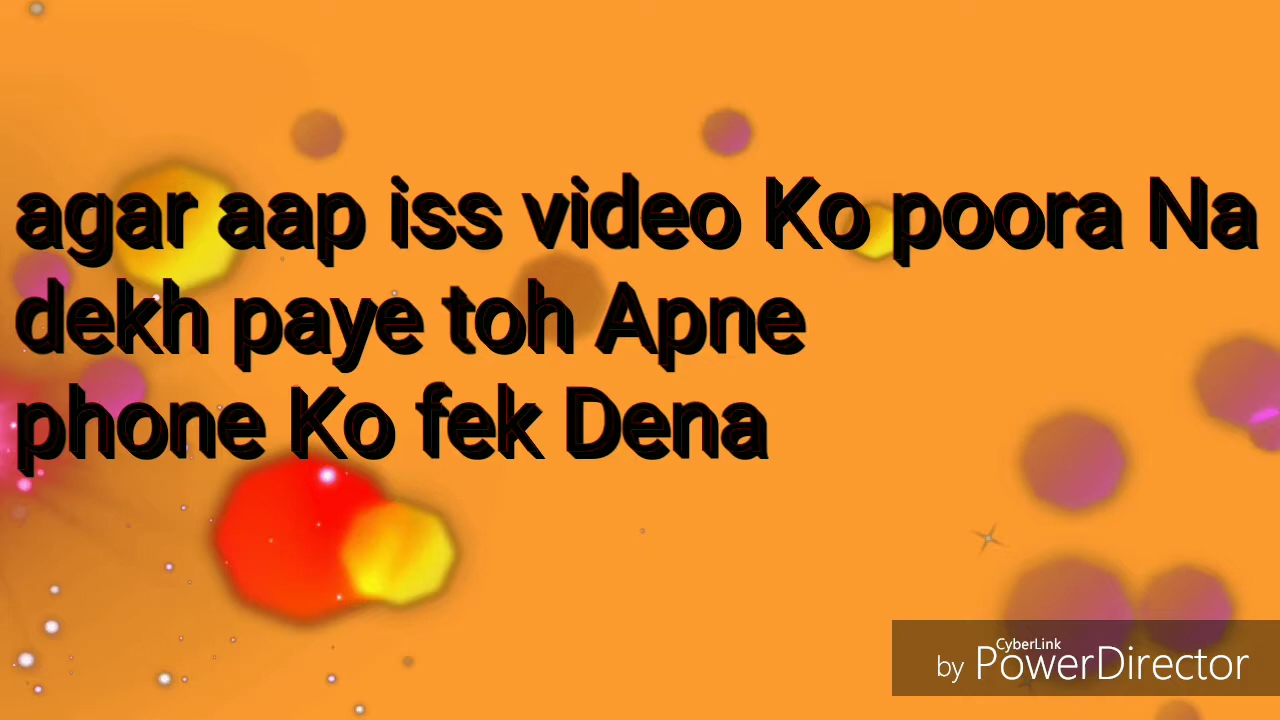 agar aap iss video Ko poora Na
dekh paye toh Apne
phone Ko fek Dena
CyberLink
by PowerDirector